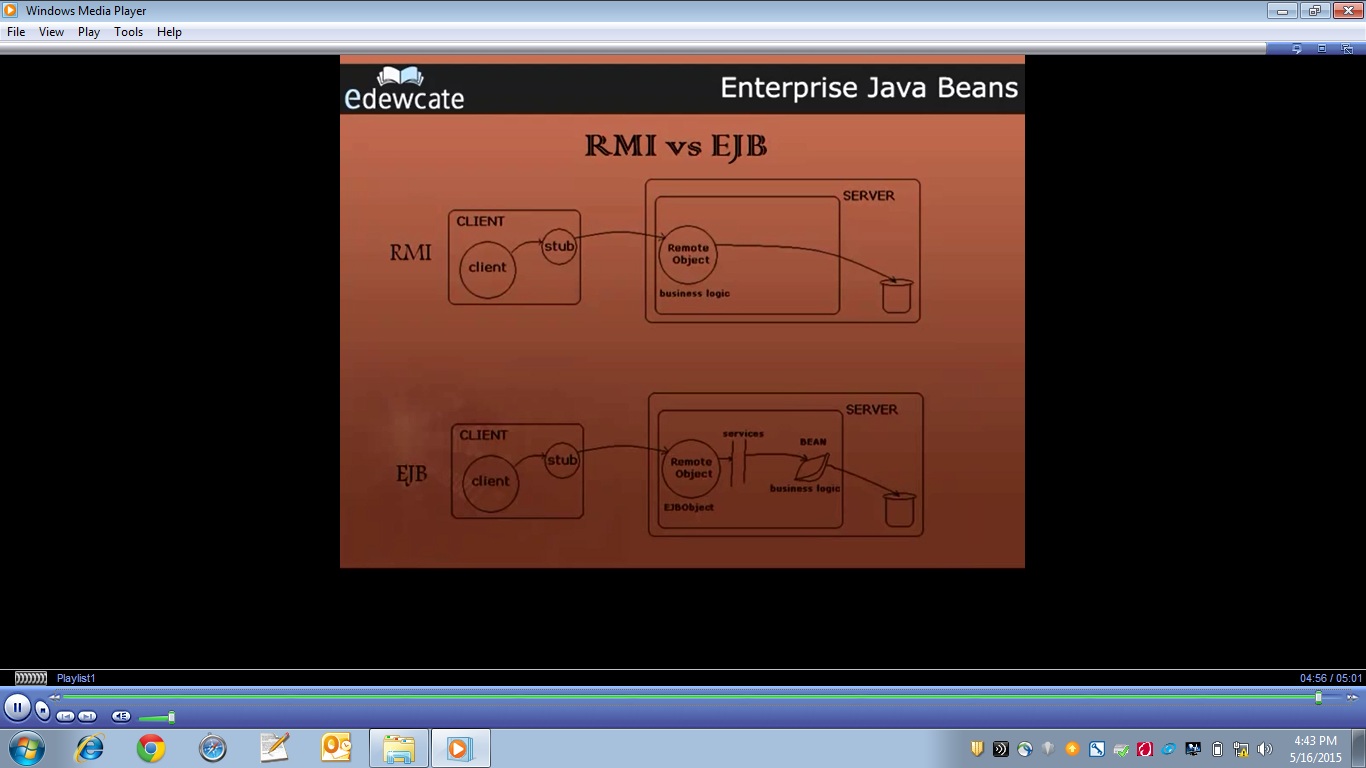 Windows Media Player
File View Play Tools Help
edewcate
Enterprise Java Beans
RMI vs EJB
RMI
CLIENT
client
stub
SERVER
Remote
Object
business logic
EJB
CLIENT
client
stub
SERVER
Remote
Object
EJBObject
services
BEAN
business logic
Playlist1
04:56 / 05:01
4:43 PM
5/16/2015